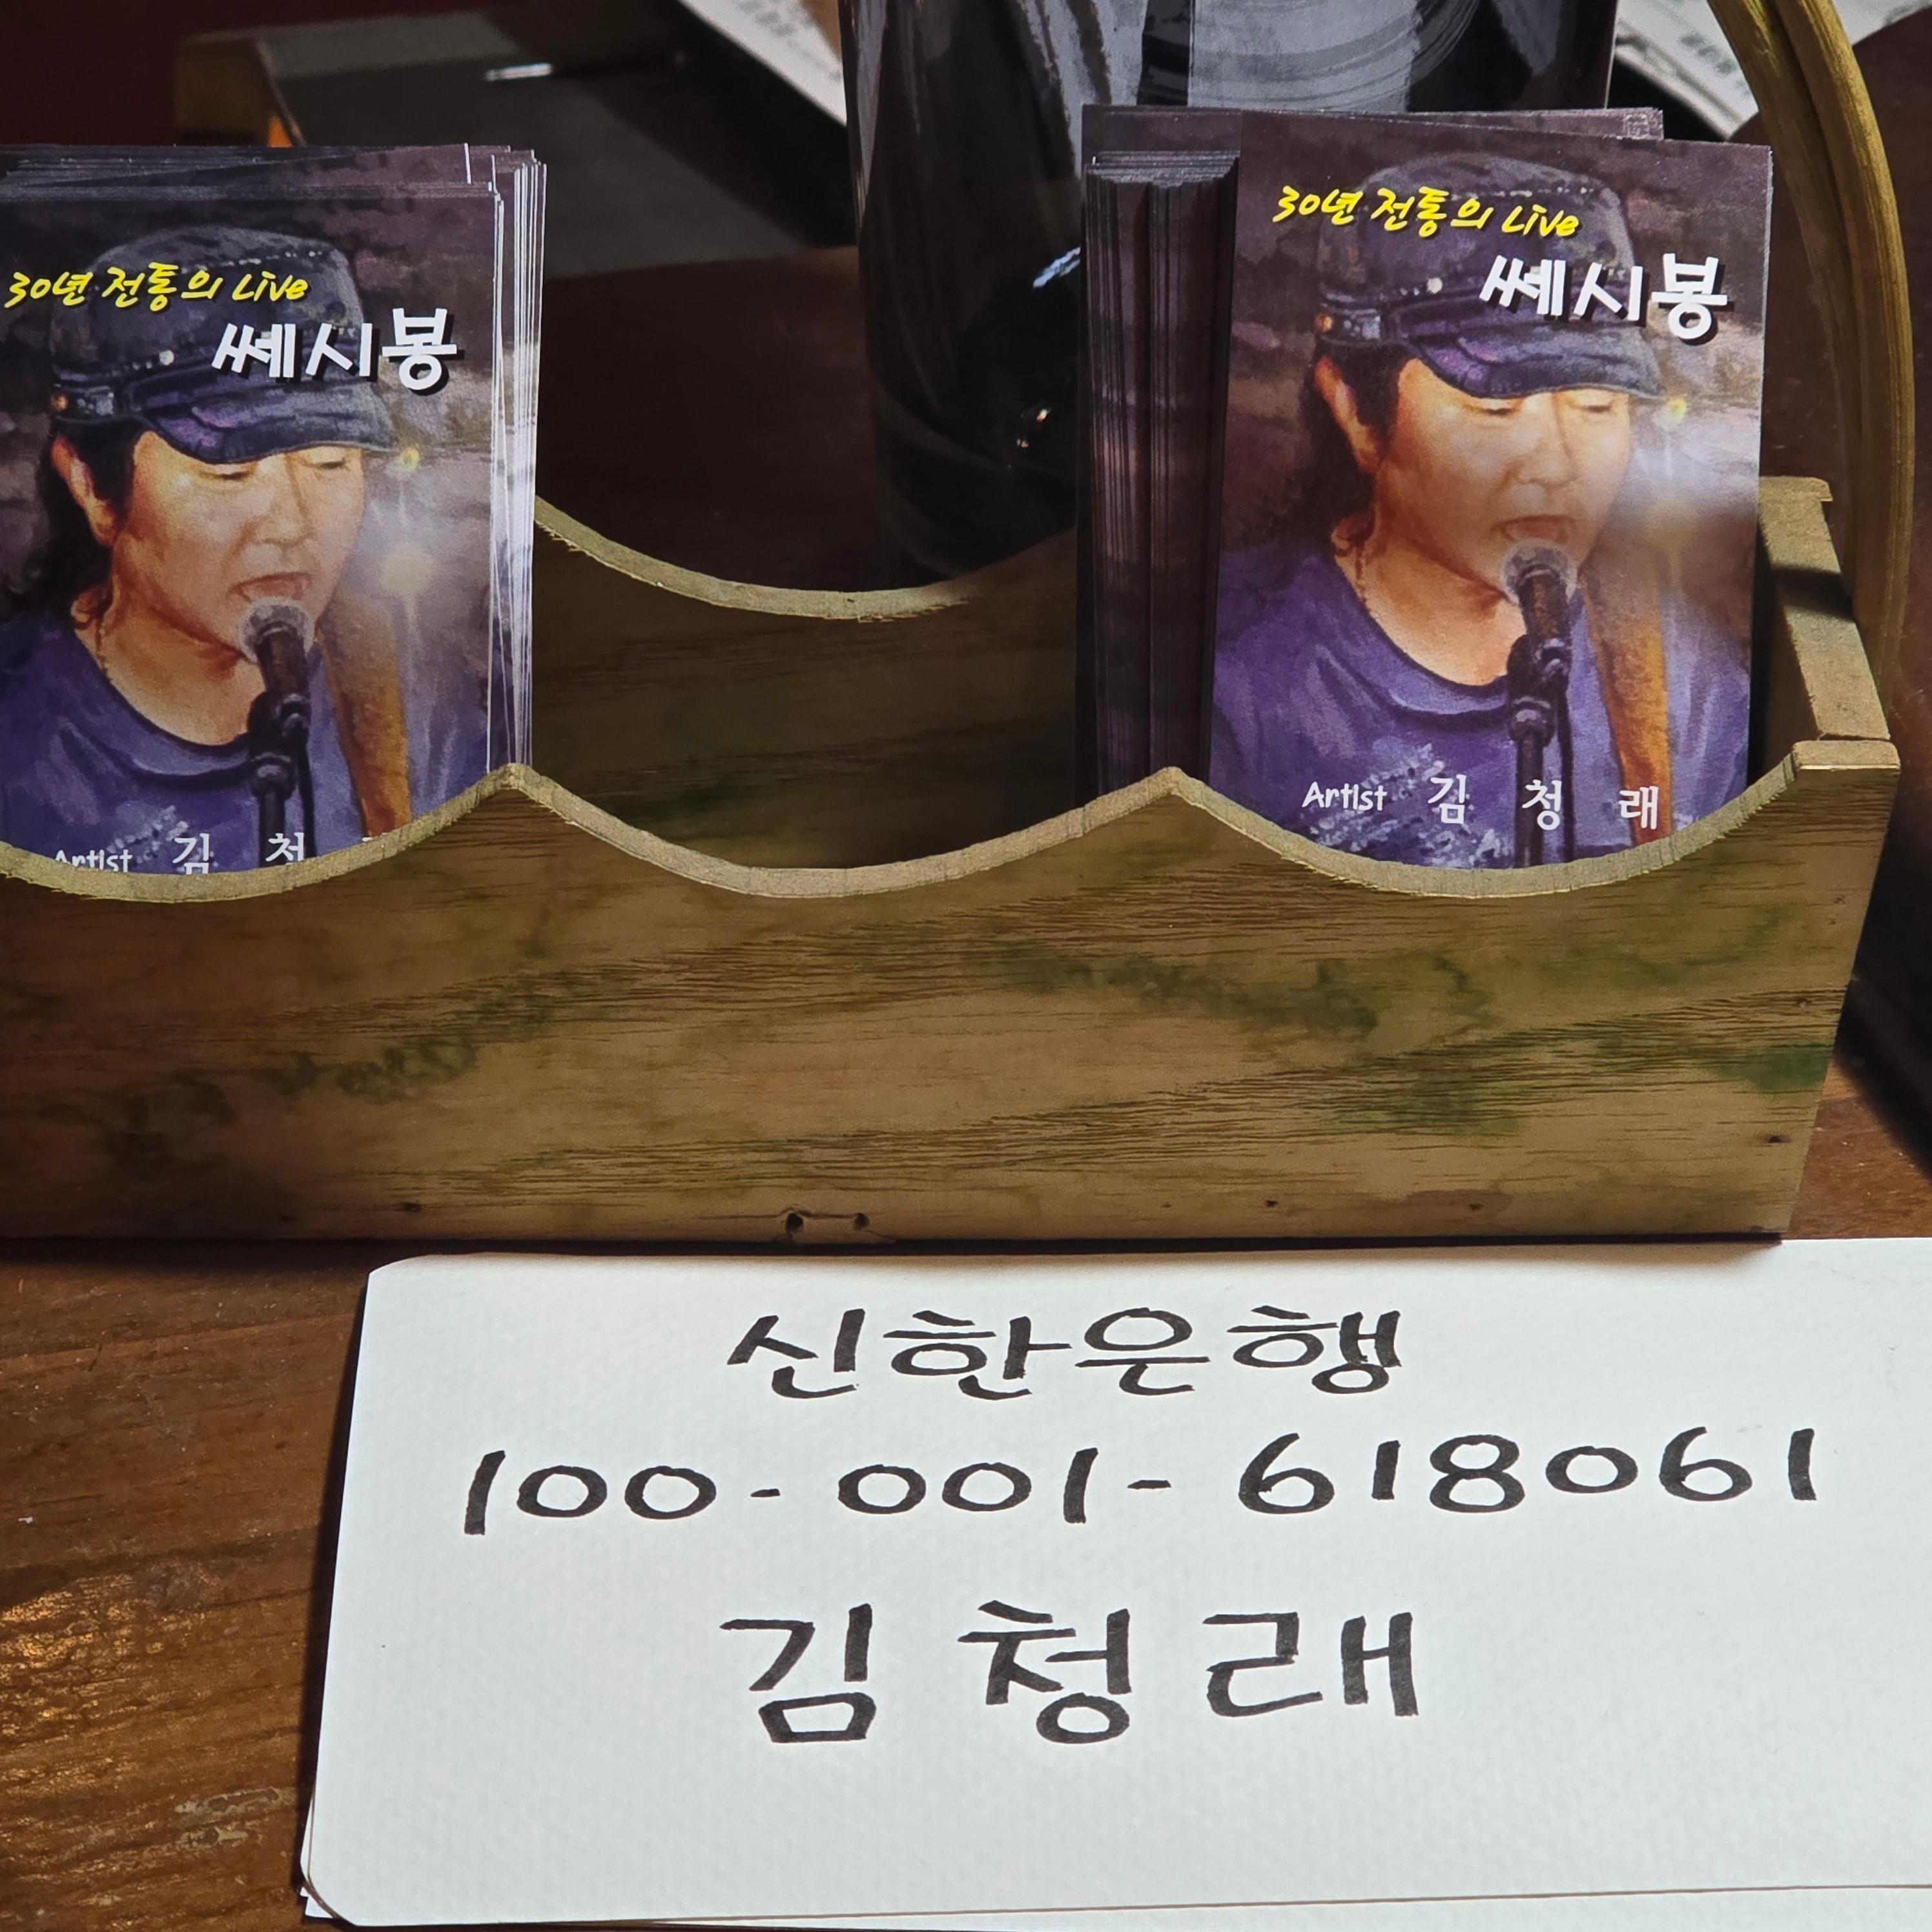 30년 전통의 Live
쎄시봉
Artist 김 청
30년 전통의 Live
쎄시봉
Artist 김 청 래
신한은행
100-001-618061
김 청 래